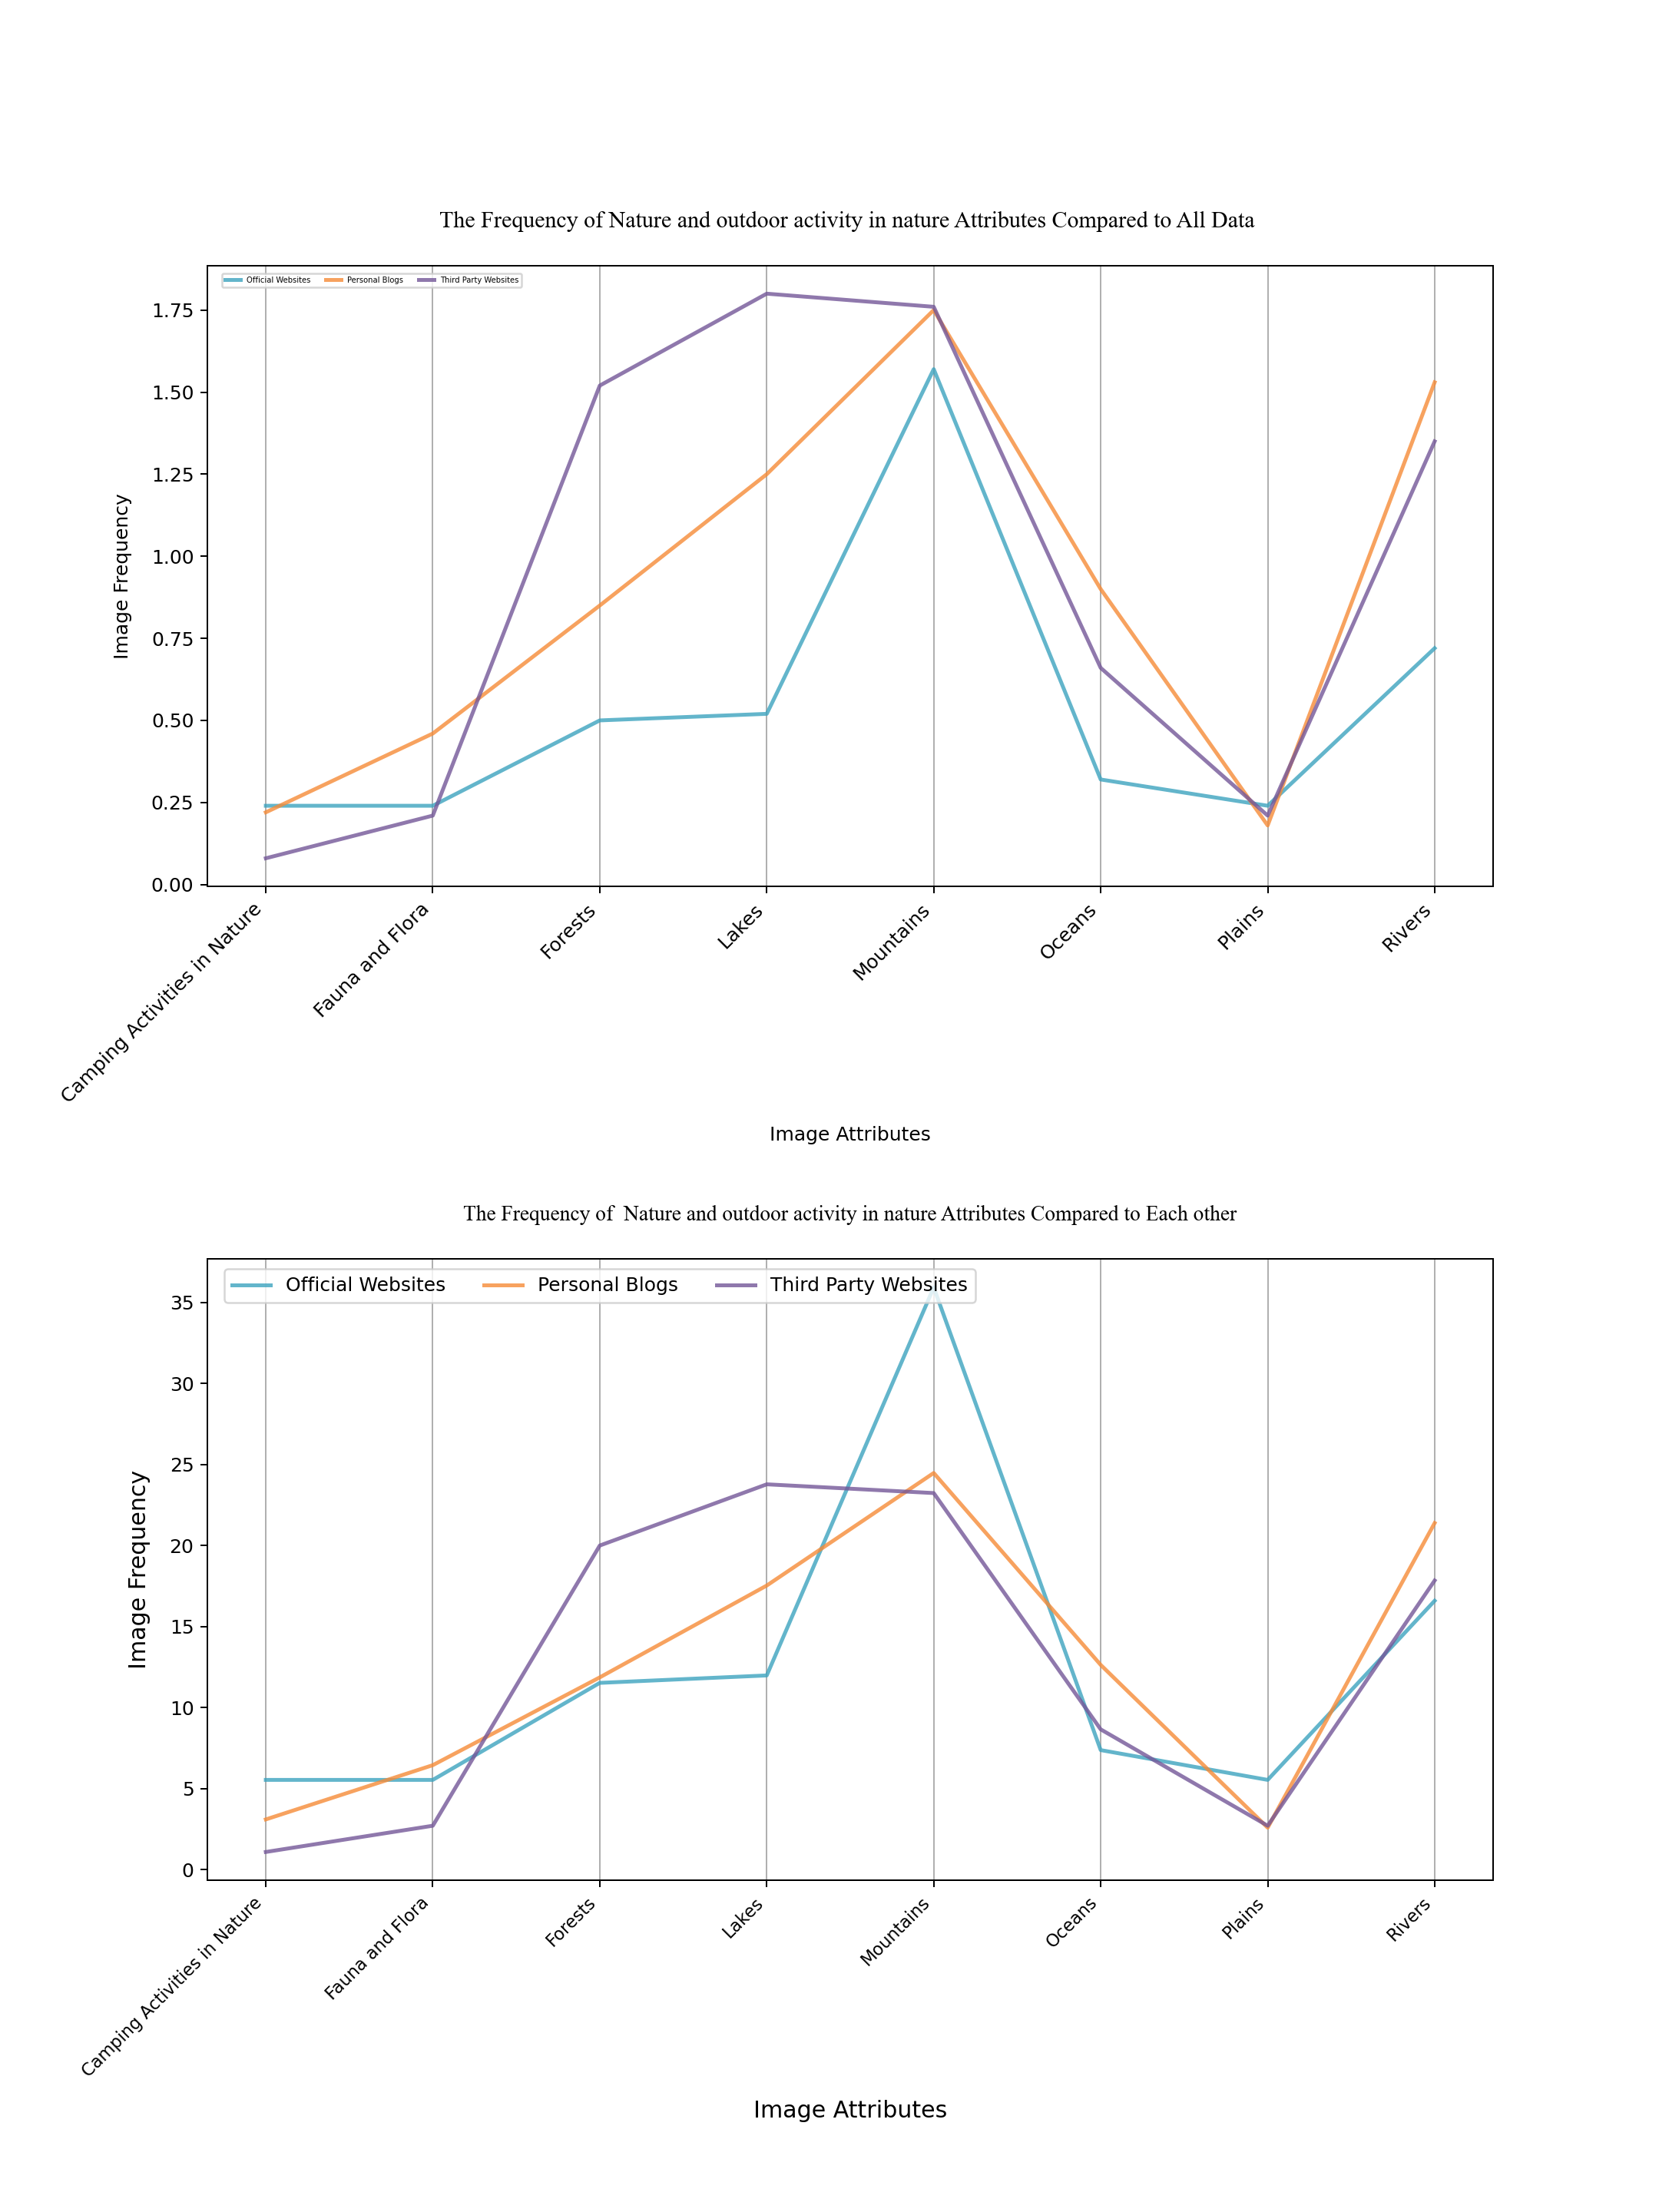 The Frequency of Nature and outdoor activity in nature Attributes Compared to All Data
Official Websites Personal Blogs Third Party Websites
1.75
1.50
1.25
1.00
0.75
0.50
0.25
0.00
Image Frequency
Camping Activities in Nature
Fauna and Flora
Forests
Lakes
Mountains
Oceans
Plains
Rivers
Image Attributes
The Frequency of  Nature and outdoor activity in nature Attributes Compared to Each other
Official Websites Personal Blogs Third Party Websites
35
30
25
20
15
10
5
0
Image Frequency
Camping Activities in Nature
Fauna and Flora
Forests
Lakes
Mountains
Oceans
Plains
Rivers
Image Attributes